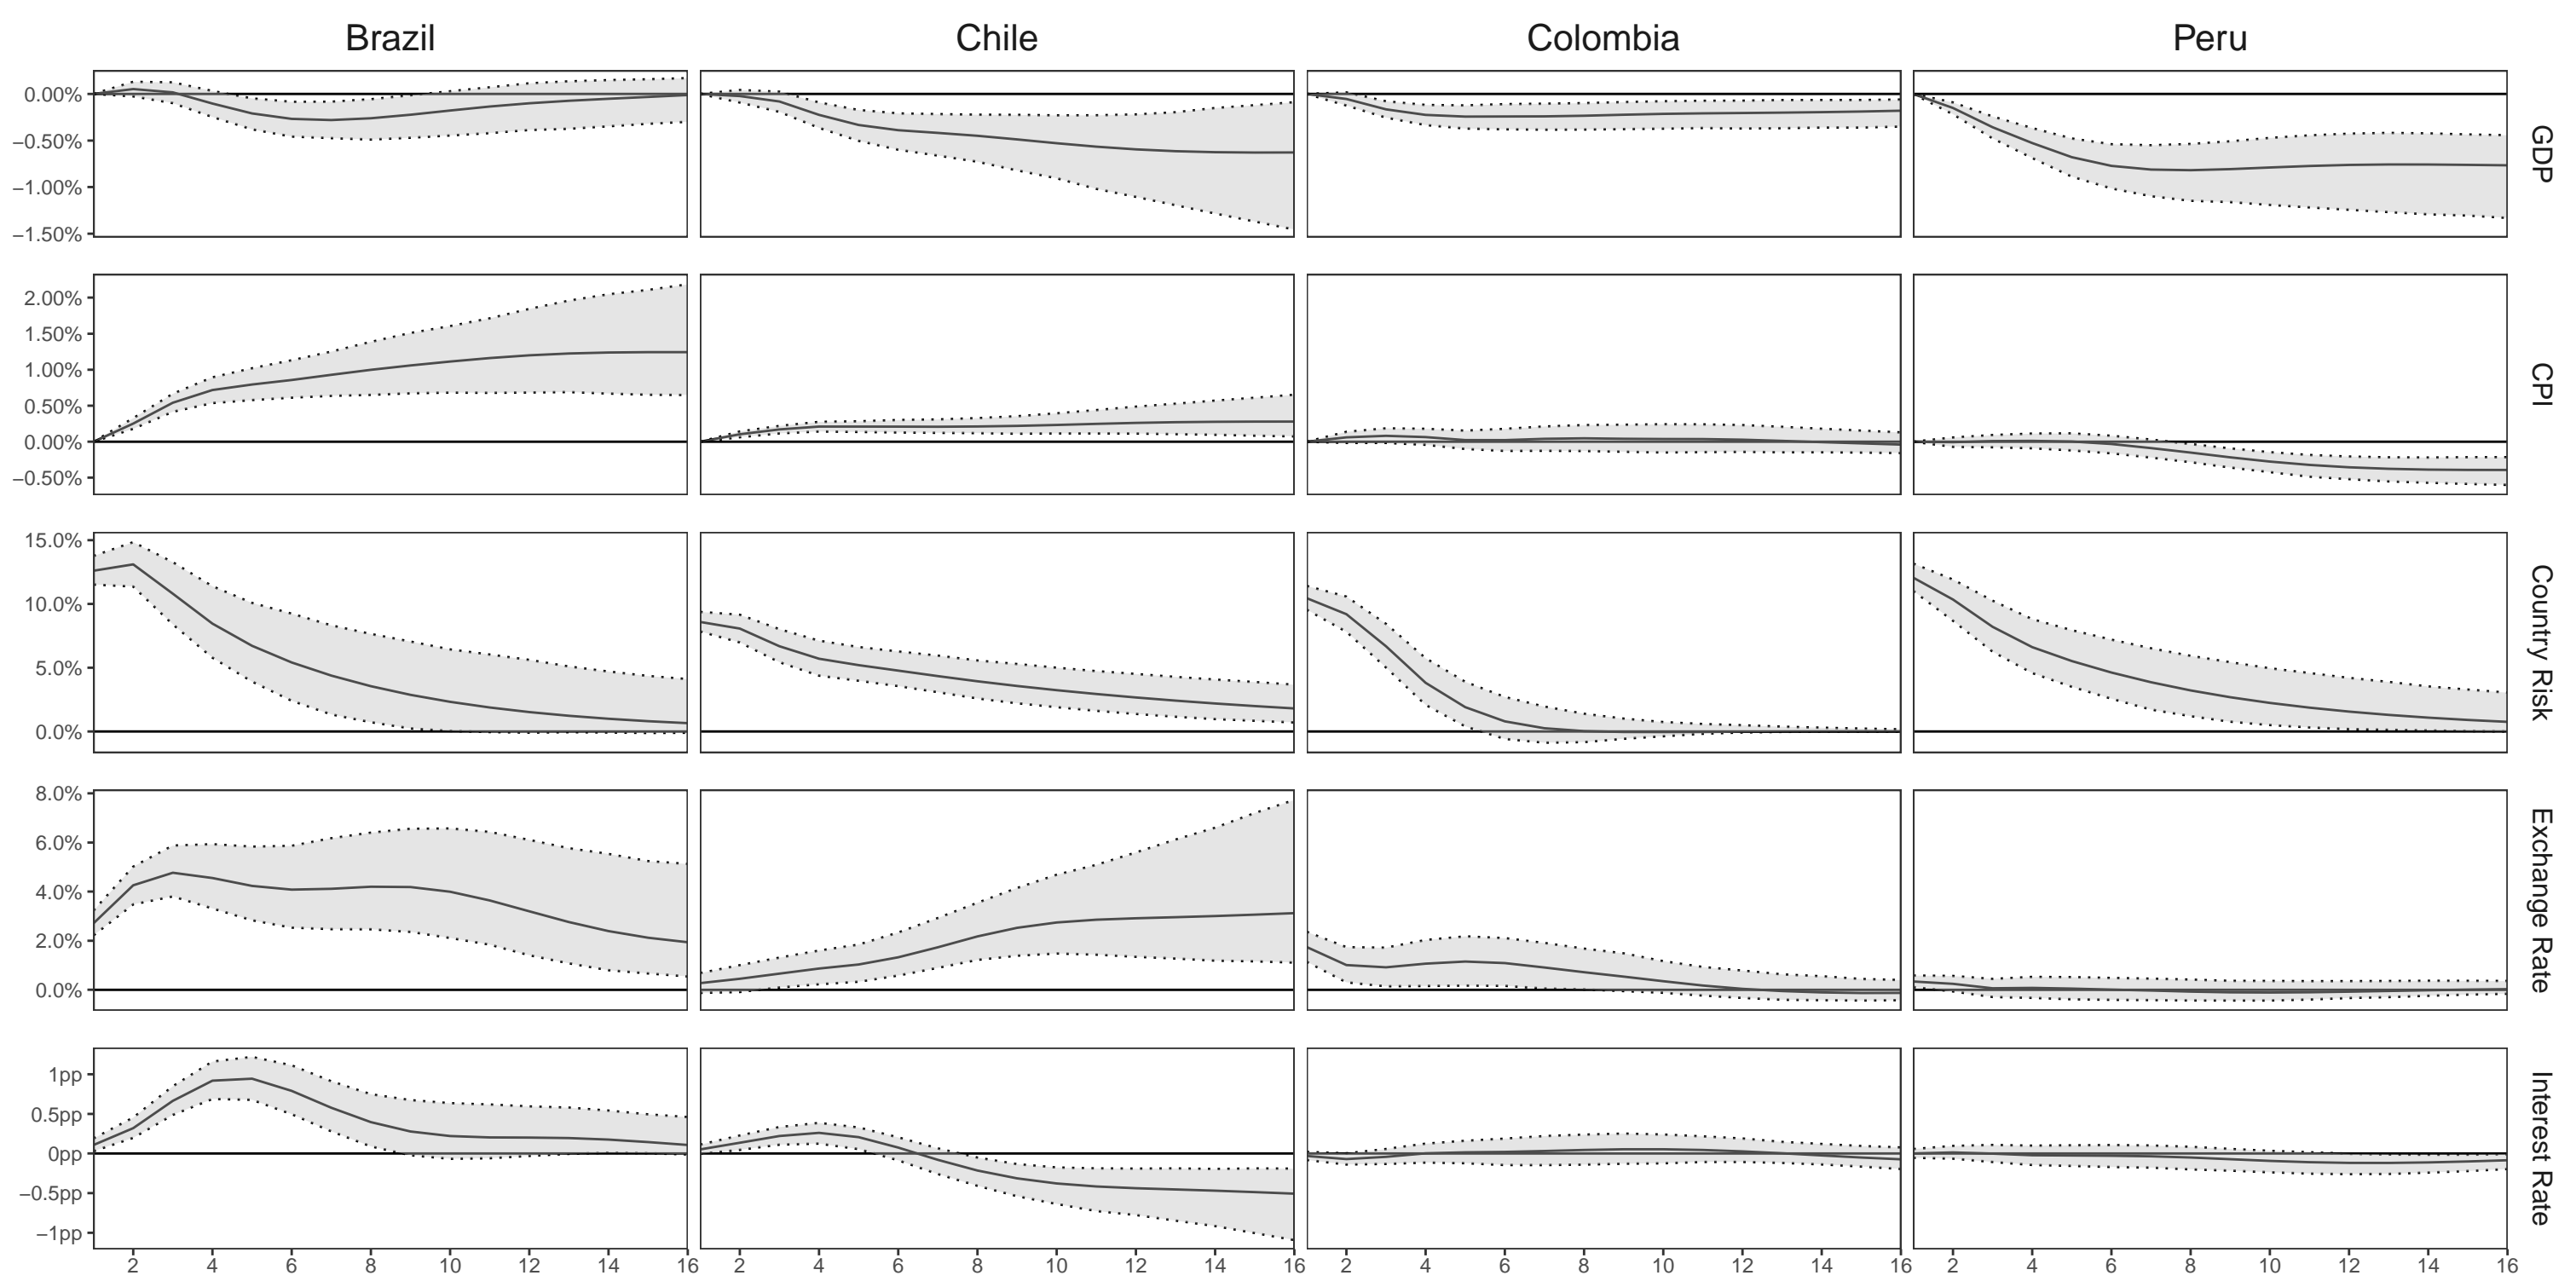 Brazil Chile Colombia Peru
0.00%
−0.50%
−1.00%
−1.50%
GDP
2.00%
1.50%
1.00%
0.50%
0.00%
−0.50%
CPI
15.0%
10.0%
5.0%
0.0%
Country Risk
8.0%
6.0%
4.0%
2.0%
0.0%
Exchange Rate
1pp
0.5pp
0pp
−0.5pp
−1pp
Interest Rate
2 4 6 8 10 12 14 16 2 4 6 8 10 12 14 16 2 4 6 8 10 12 14 16 2 4 6 8 10 12 14 16